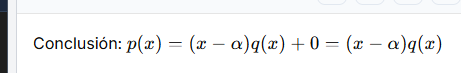 Conclusión: p(x) = (x − α)q(x) + 0 = (x − α)q(x)